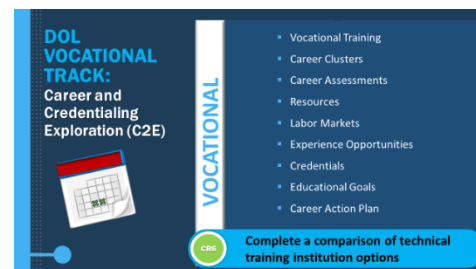 DOL
VOCATIONAL
TRACK:
Career and
Credentialing
Exploration (C2E)
VOCATIONAL
Vocational Training
Career Clusters
Career Assessments
Resources
Labor Markets
Experience Opportunities
Credentials
Educational Goals
Career Action Plan
CRS
Complete a comparison of technical
training institution options